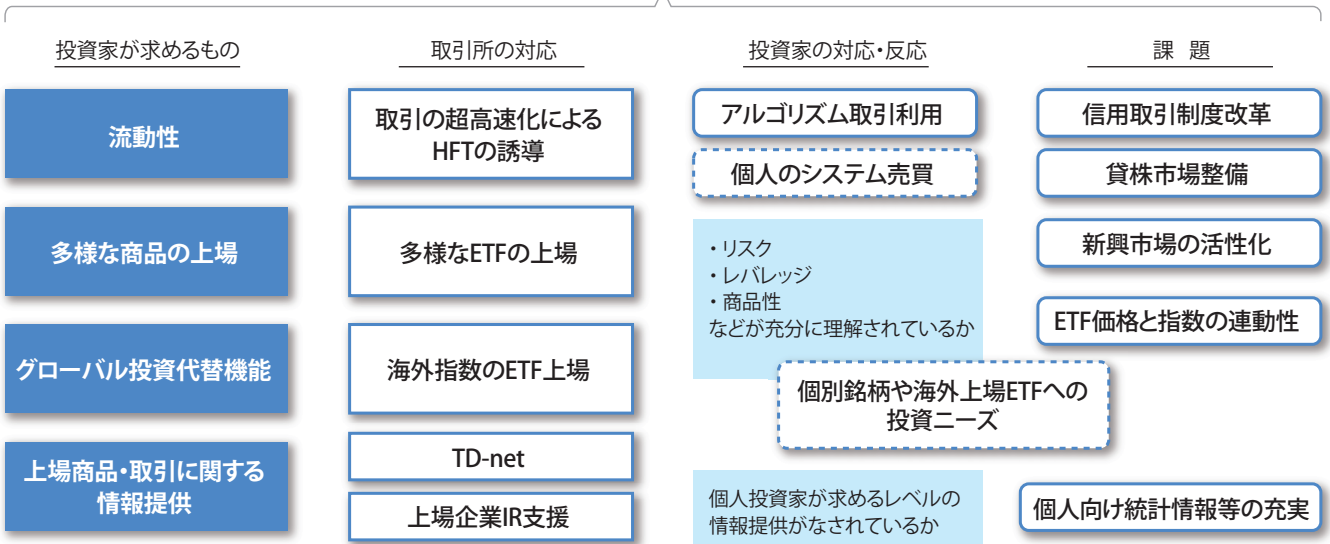 投資家が求めるもの
取引所の対応
投資家の対応・反応
課 題
流動性
取引の超高速化による
HFTの誘導
アルゴリズム取引利用
個人のシステム売買
信用取引制度改革
貸株市場整備
多様な商品の上場
多様なETFの上場
・リスク
・レバレッジ
・商品性
などが充分に理解されているか
新興市場の活性化
ETF価格と指数の連動性
グローバル投資代替機能
海外指数のETF上場
個別銘柄や海外上場ETFへの
投資ニーズ
上場商品・取引に関する
情報提供
TD-net
上場企業IR支援
個人投資家が求めるレベルの
情報提供がなされているか
個人向け統計情報等の充実